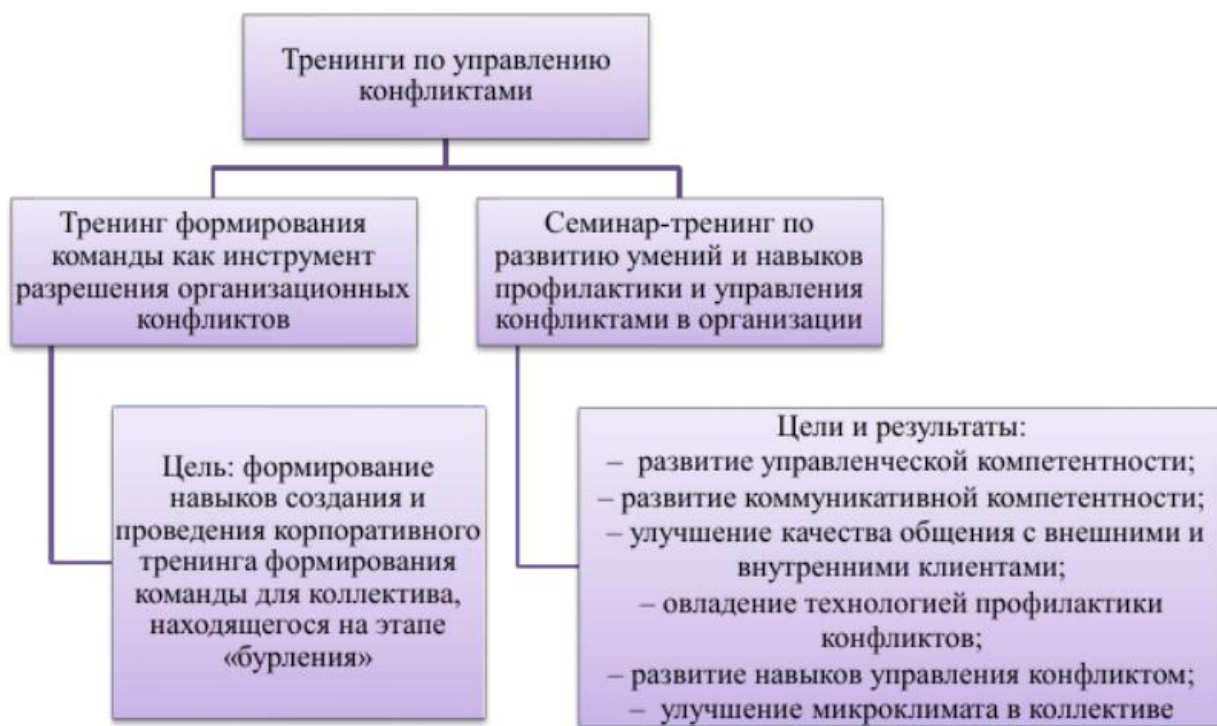 Тренинги по управлению
конфликтами
Тренинг формирования
команды как инструмент
разрешения организационных
конфликтов
Семинар-тренинг по
развитию умений и навыков
профилактики и управления
конфликтами в организации
Цель: формирование
навыков создания и
проведения корпоративного
тренинга формирования
команды для коллектива,
находящегося на этапе
«бурления»
Цели и результаты:
– развитие управленческой компетентности;
– развитие коммуникативной компетентности;
– улучшение качества общения с внешними и
внутренними клиентами;
– овладение технологией профилактики
конфликтов;
– развитие навыков управления конфликтом;
– улучшение микроклимата в коллективе